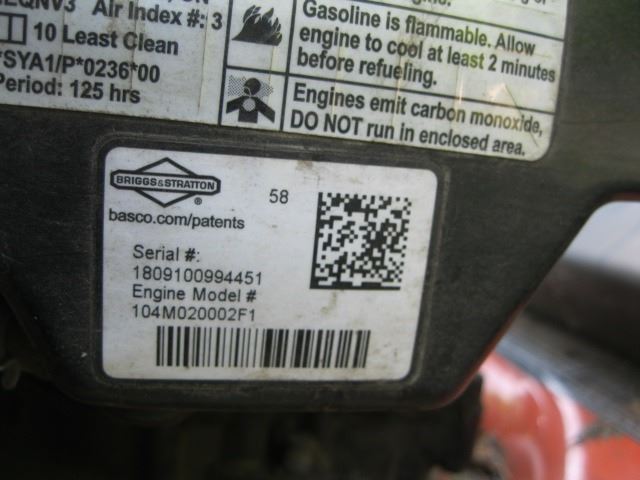 Air Index #: 3
10 Least Clean
SYA1/P*0236*00
Period: 125 hrs
Gasoline is flammable. Allow
engine to cool at least 2 minutes
before refueling.
Engines emit carbon monoxide,
DO NOT run in enclosed area.
BRIGGS&STRATTON
®
58
basco.com/patents
Serial #:
1809100994451
Engine Model #
104M020002F1